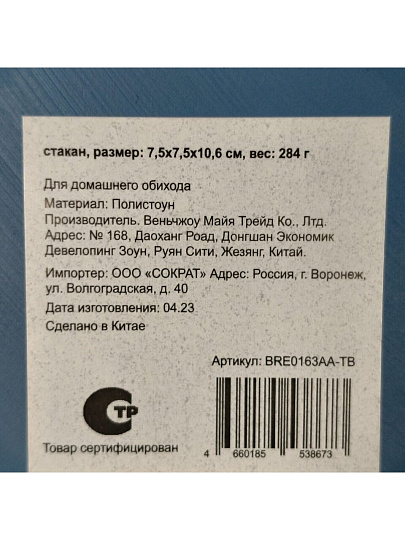 стакан, размер: 7,5х7,5х10,6 см, вес: 284 г
Для домашнего обихода
Материал: Полистоун
Производитель. Веньчжоу Майя Трейд Ко., Лтд.
Адрес: № 168, Даоханг Роад, Донгшан Экономик
Девелопинг Зоун, Руян Сити, Жезянг, Китай.
Импортер: ООО «СОКРАТ» Адрес: Россия, г. Воронеж,
ул. Волгоградская, д. 40
Дата изготовления: 04.23
Сделано в Китае
Артикул: BRE0163AA-TB
СТР
Товар сертифицирован
4 660185 538673